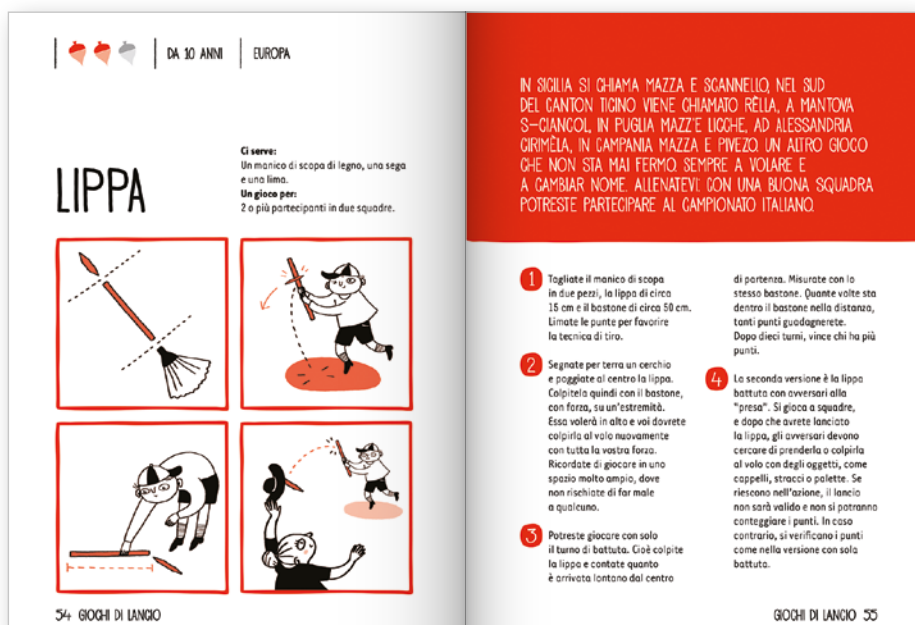 DA 10 ANNI
EUROPA
LIPPA
Ci serve:
Un manico di scopa di legno, una sega
e una lima.
Un gioco per:
2 o più partecipanti in due squadre.
54 GIOCHI DI LANCIO
IN SICILIA SI CHIAMA MAZZA E SCANNELLO, NEL SUD
DEL CANTON TICINO VIENE CHIAMATO RÈLLA, A MANTOVA
S-CIANCOL, IN PUGLIA MAZZ'E LICCHE, AD ALESSANDRIA
CIRIMÈLA, IN CAMPANIA MAZZA E PIVEZO. UN ALTRO GIOCO
CHE NON STA MAI FERMO. SEMPRE A VOLARE E
A CAMBIAR NOME. ALLENATEVI: CON UNA BUONA SQUADRA
POTRESTE PARTECIPARE AL CAMPIONATO ITALIANO.
1
Tagliate il manico di scopa
in due pezzi, la lippa di circa
15 cm e il bastone di circa 50 cm.
Limate le punte per favorire
la tecnica di tiro.
2
Segnate per terra un cerchio
e poggiate al centro la lippa.
Colpitela quindi con il bastone,
con forza, su un'estremità.
Essa volerà in alto e voi dovrete
colpirla al volo nuovamente
con tutta la vostra forza.
Ricordate di giocare in uno
spazio molto ampio, dove
non rischiate di far male
a qualcuno.
3
Potreste giocare con solo
il turno di battuta. Cioè colpite
la lippa e contate quanto
è arrivata lontano dal centro
di partenza. Misurate con lo
stesso bastone. Quante volte sta
dentro il bastone nella distanza,
tanti punti guadagnerete.
Dopo dieci turni, vince chi ha più
punti.
4
La seconda versione è la lippa
battuta con avversari alla
"presa". Si gioca a squadre,
e dopo che avrete lanciato
la lippa, gli avversari devono
cercare di prenderla o colpirla
al volo con degli oggetti, come
cappelli, stracci o palette. Se
riescono nell'azione, il lancio
non sarà valido e non si potranno
conteggiare i punti. In caso
contrario, si verificano i punti
come nella versione con sola
battuta.
GIOCHI DI LANCIO 55